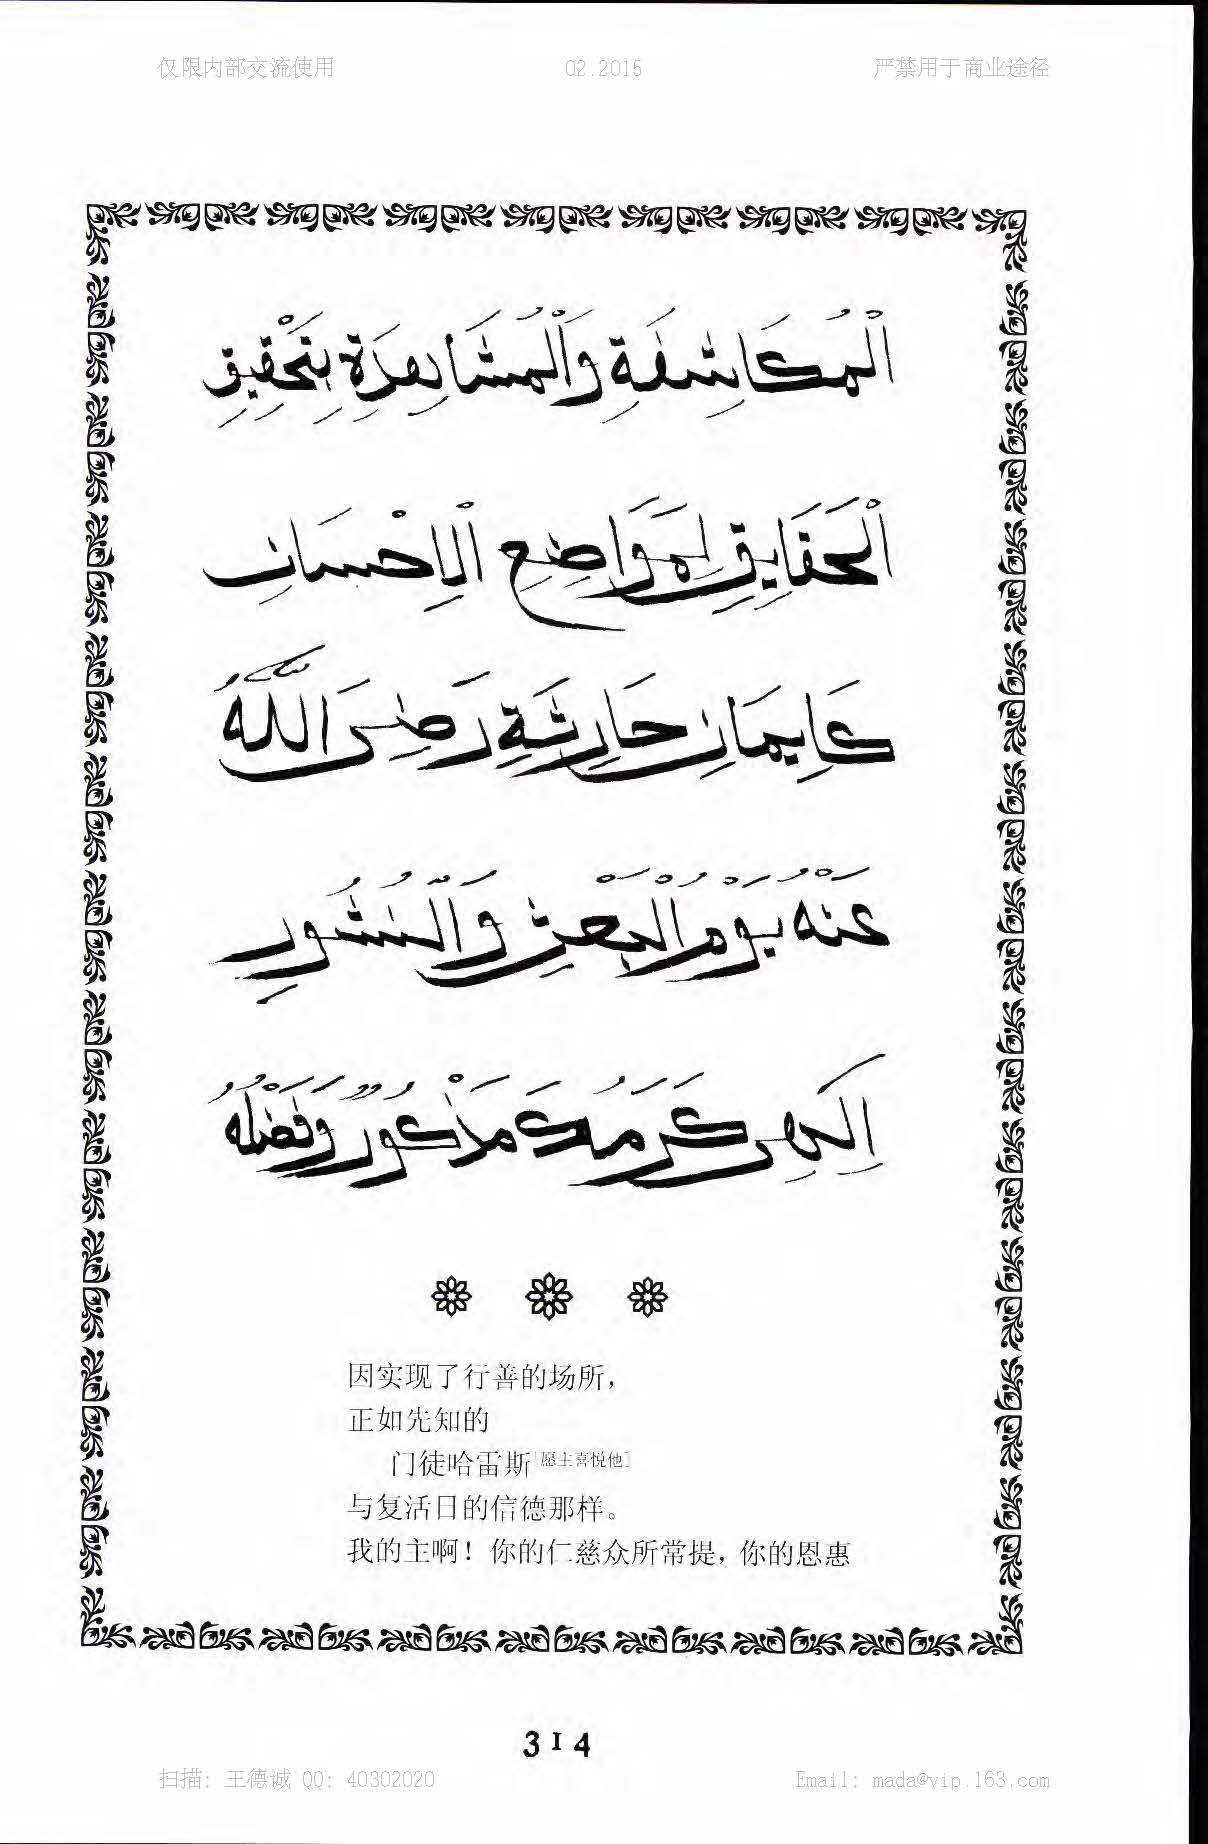 仅限内部交流使用 02.2015 严禁用于商业途径
اَلْمُكَاشِفَةِ وَالْمُشَاهِدَةِ بِتَحْقِيقِ
الْحَقَايِقِ لِمَوَاضِعِ الْاِحْسَانِ
كَاِيمَانِ حَارِثَةِ رَضِىَ اللّٰهُ
عَنْهُ يَوْمِ الْبَعْثِ وَالنُّشُورِ
اِلٰهِى كَرَمُكَ مَذْكُورٌ وَفَضْلُهُ
因实现了行善的场所,
正如先知的
门徒哈雷斯[愿主喜悦他]
与复活日的信德那样。
我的主啊! 你的仁慈众所常提, 你的恩惠
314
扫描: 王德诚 QQ: 40302020 Email: mada@vip.163.com